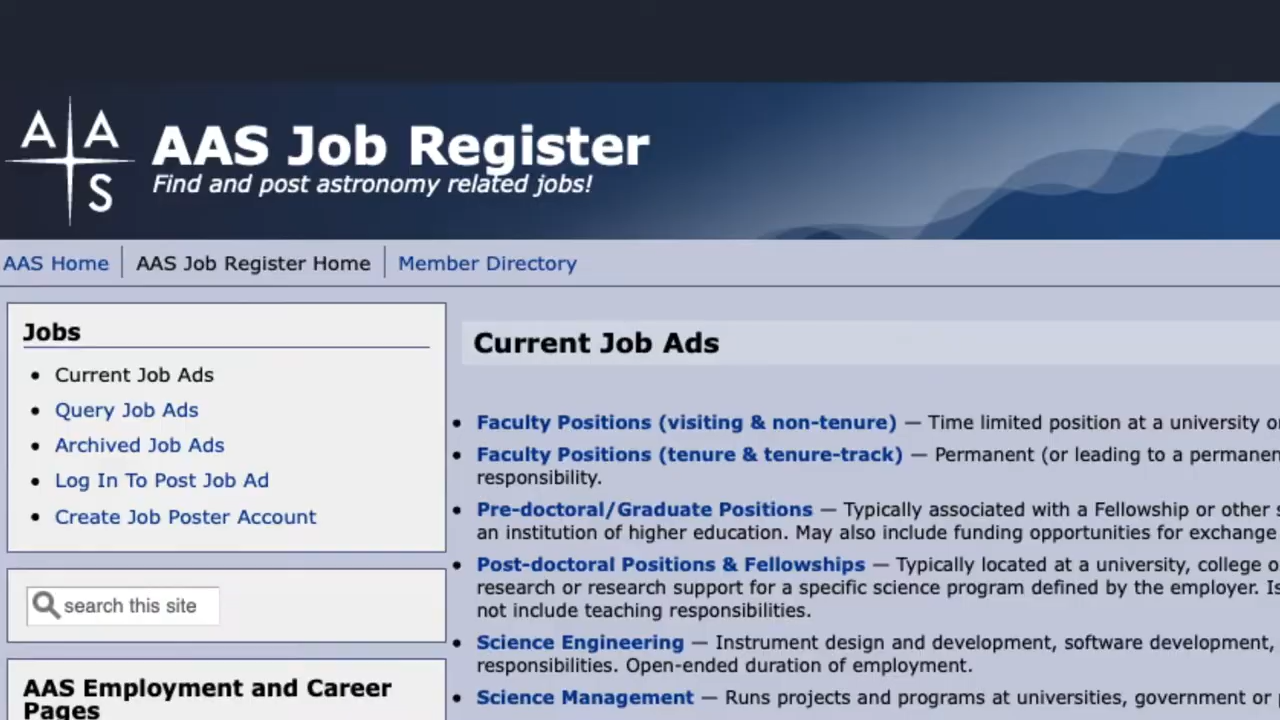 A A
S
AAS Job Register
Find and post astronomy related jobs!
AAS Home
AAS Job Register Home
Member Directory
Jobs
Current Job Ads
Query Job Ads
Archived Job Ads
Log In To Post Job Ad
Create Job Poster Account
search this site
AAS Employment and Career
Pages
Current Job Ads
Faculty Positions (visiting & non-tenure) — Time limited position at a university
Faculty Positions (tenure & tenure-track) — Permanent (or leading to a
responsibility.
Pre-doctoral/Graduate Positions — Typically associated with a Fellowship or other
an institution of higher education. May also include funding opportunities for exchange
Post-doctoral Positions & Fellowships — Typically located at a university, college
research or research support for a specific science program defined by the employer.
not include teaching responsibilities.
Science Engineering — Instrument design and development, software development,
responsibilities. Open-ended duration of employment.
Science Management — Runs projects and programs at universities, government or